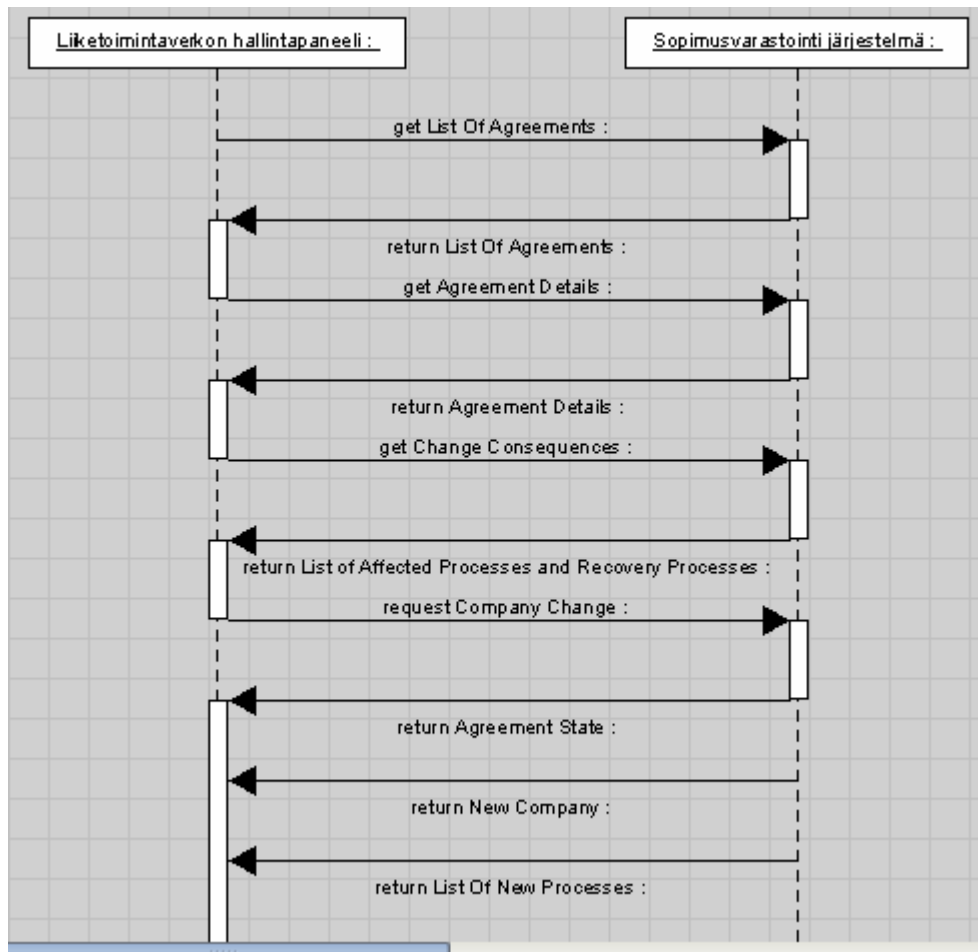 Liiketoimintaverkon hallintapaneeli :
Sopimusvarastointi järjestelmä :
get List Of Agreements :
return List Of Agreements :
get Agreement Details :
return Agreement Details :
get Change Consequences :
return List of Affected Processes and Recovery Processes :
request Company Change :
return Agreement State :
return New Company :
return List Of New Processes :